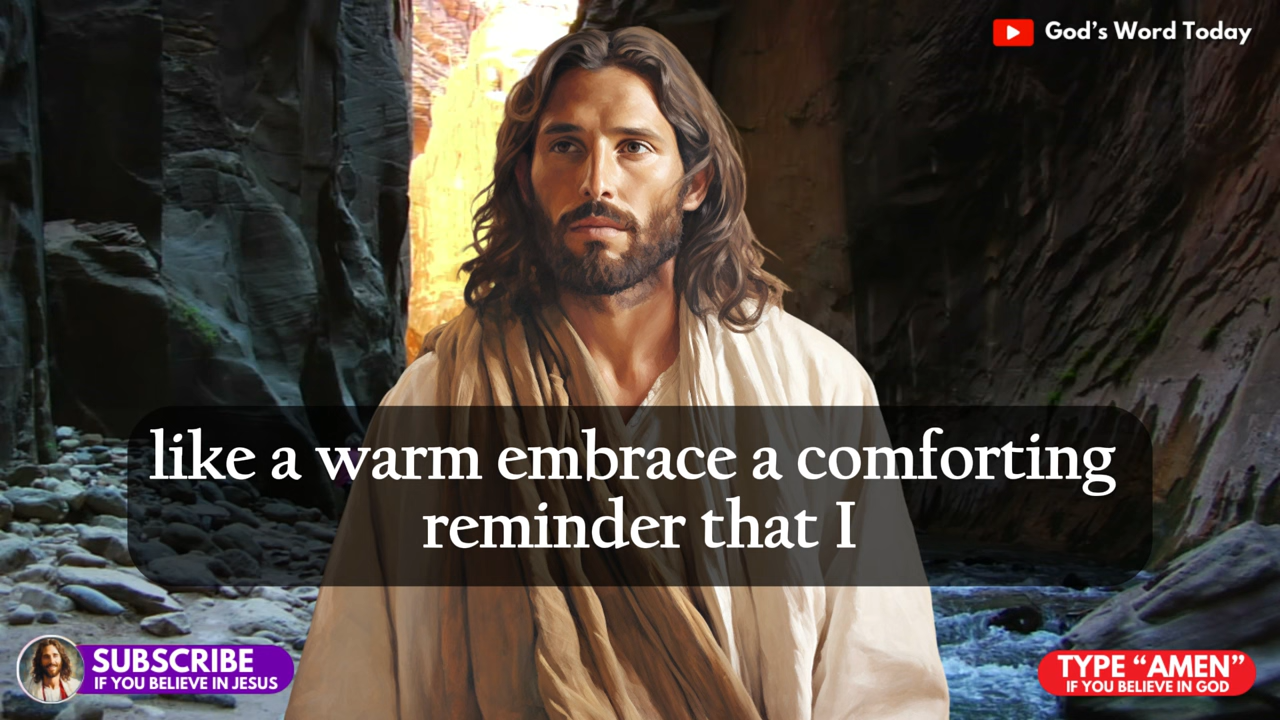 God's Word Today
like a warm embrace a comforting
reminder that I
SUBSCRIBE
IF YOU BELIEVE IN JESUS
TYPE “AMEN”
IF YOU BELIEVE IN GOD